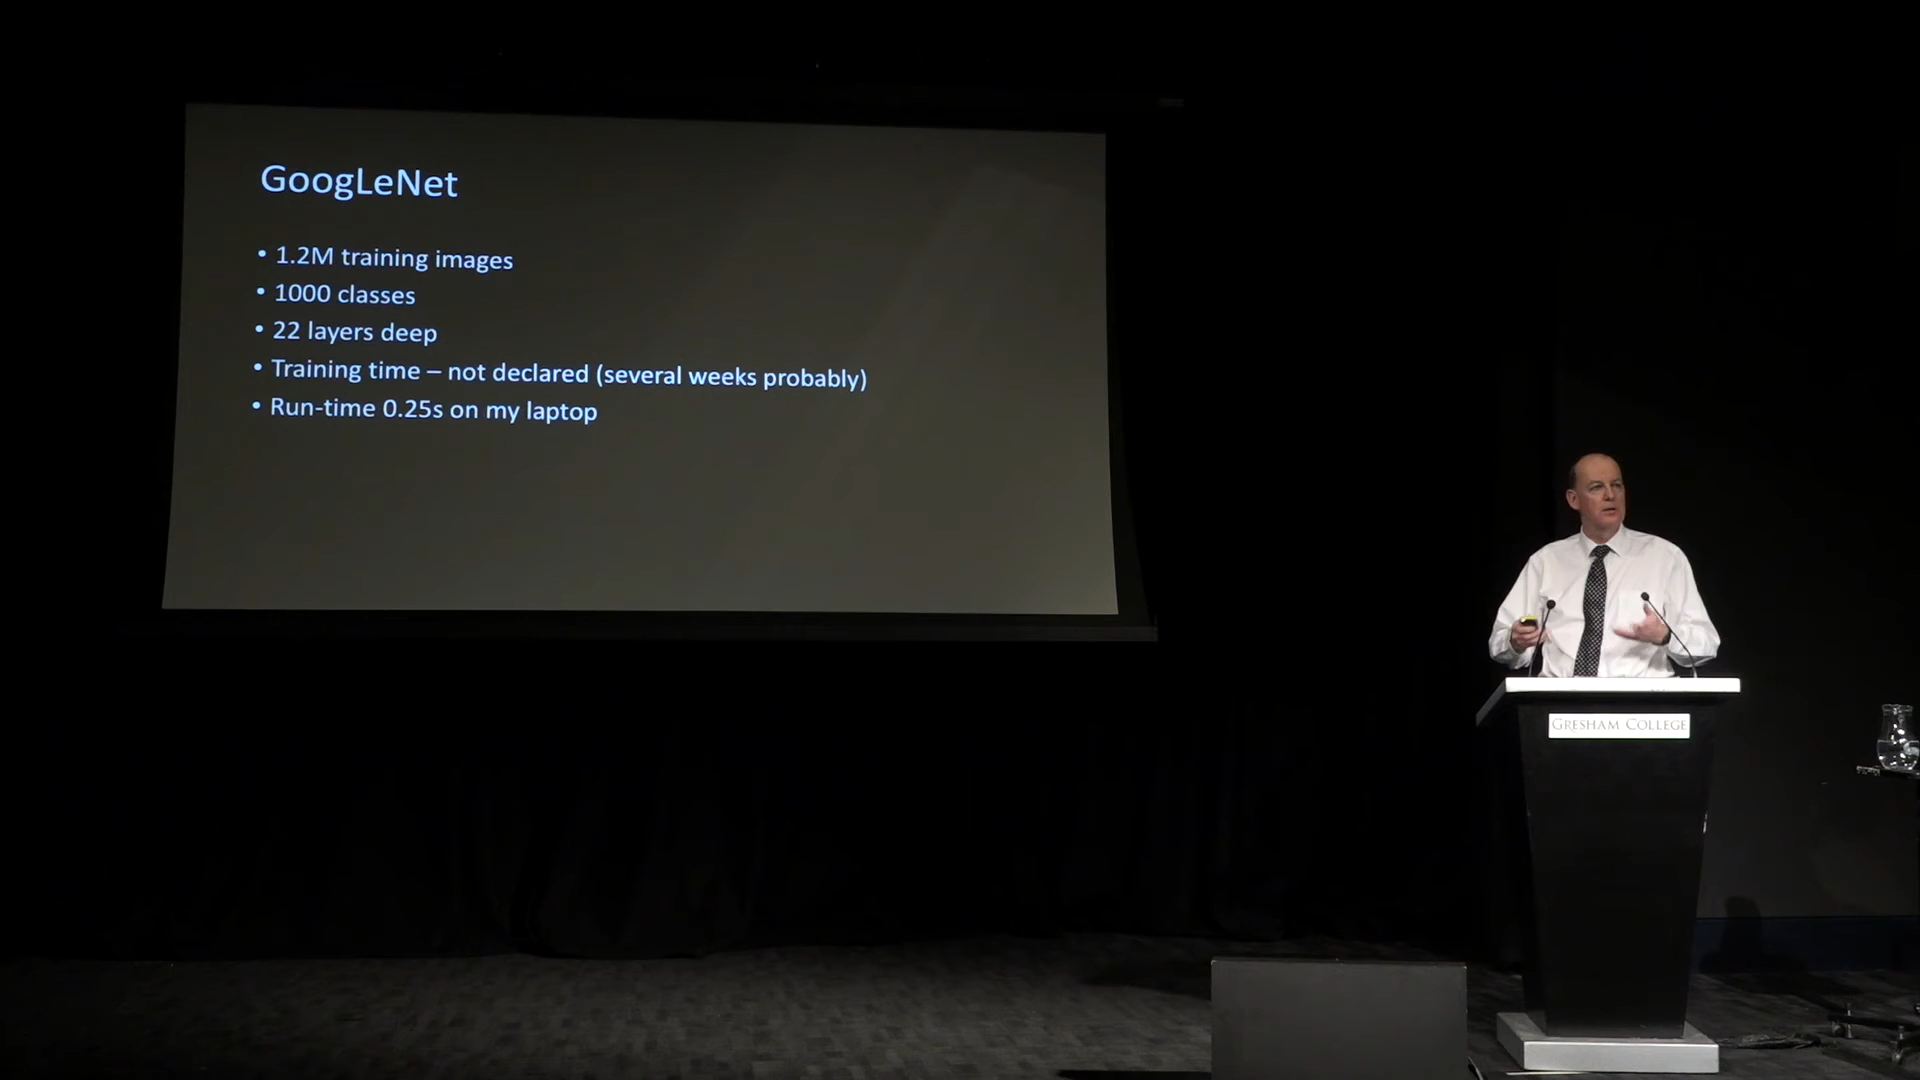 GoogLeNet
• 1.2M training images
• 1000 classes
• 22 layers deep
• Training time – not declared (several weeks probably)
• Run-time 0.25s on my laptop
GRESHAM COLLEGE